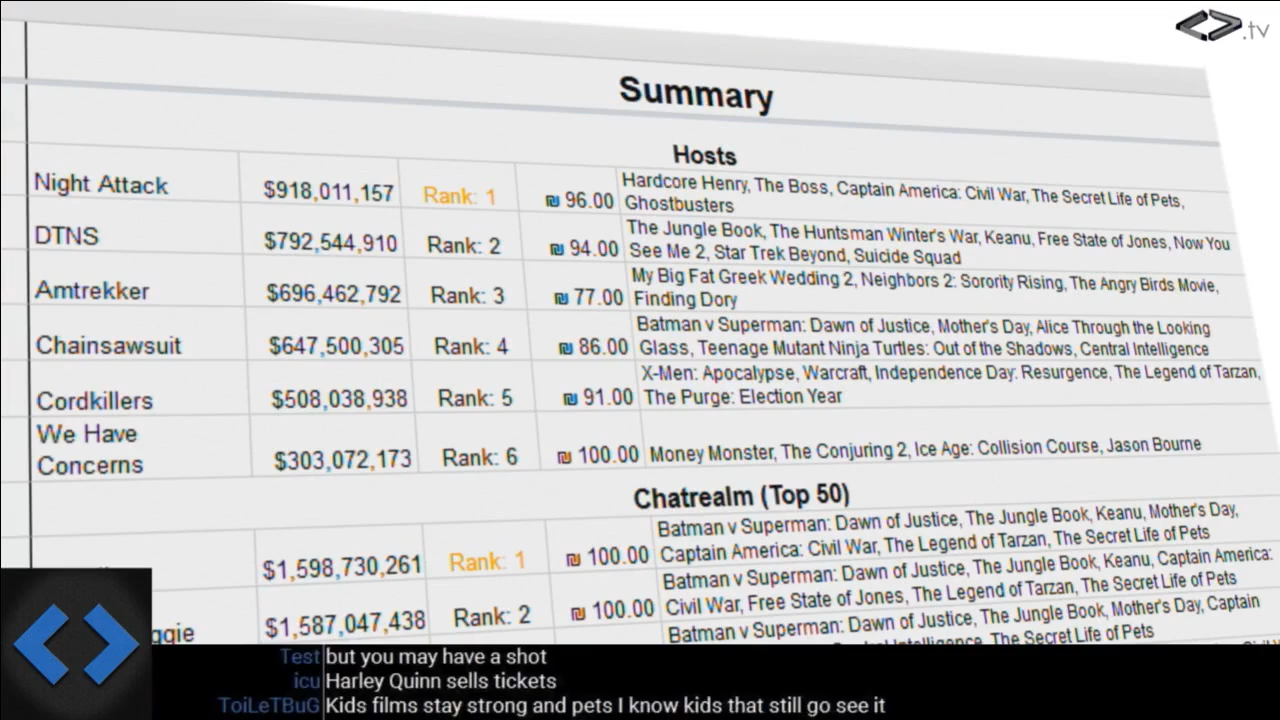 <>.tv
Summary
Hosts
Night Attack $918,011,157 Rank: 1 ₪ 96.00 Hardcore Henry, The Boss, Captain America: Civil War, The Secret Life of Pets,
Ghostbusters
DTNS $792,544,910 Rank: 2 ₪ 94.00 The Jungle Book, The Huntsman Winter's War, Keanu, Free State of Jones, Now You
See Me 2, Star Trek Beyond, Suicide Squad
Amtrekker $696,462,792 Rank: 3 ₪ 77.00 My Big Fat Greek Wedding 2, Neighbors 2: Sorority Rising, The Angry Birds Movie,
Finding Dory
Chainsawsuit $647,500,305 Rank: 4 ₪ 86.00 Batman v Superman: Dawn of Justice, Mother's Day, Alice Through the Looking
Glass, Teenage Mutant Ninja Turtles: Out of the Shadows, Central Intelligence
Cordkillers $508,038,938 Rank: 5 ₪ 91.00 X-Men: Apocalypse, Warcraft, Independence Day: Resurgence, The Legend of Tarzan,
The Purge: Election Year
We Have
Concerns $303,072,173 Rank: 6 ₪ 100.00 Money Monster, The Conjuring 2, Ice Age: Collision Course, Jason Bourne
Chatrealm (Top 50)
$1,598,730,261 Rank: 1 ₪ 100.00 Batman v Superman: Dawn of Justice, The Jungle Book, Keanu, Mother's Day,
Captain America: Civil War, The Legend of Tarzan, The Secret Life of Pets
$1,587,047,438 Rank: 2 ₪ 100.00 Batman v Superman: Dawn of Justice, The Jungle Book, Keanu, Captain America:
Civil War, Free State of Jones, The Legend of Tarzan, The Secret Life of Pets
Batman v Superman: Dawn of Justice, The Jungle Book, Mother's Day, Captain
The Secret Life of Pets
Test but you may have a shot
icu Harley Quinn sells tickets
ToiLeTBuG Kids films stay strong and pets I know kids that still go see it